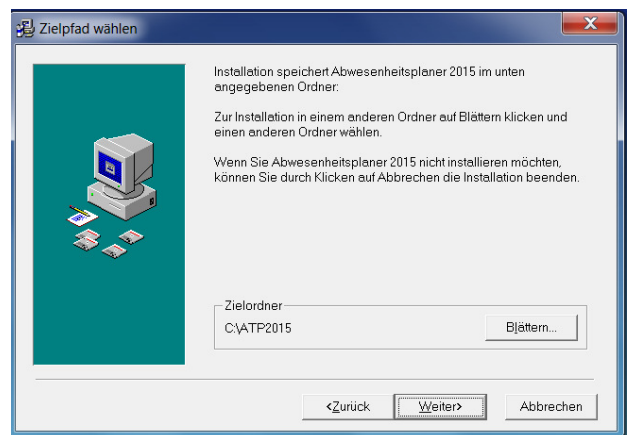 Zielpfad wählen
Installation speichert Abwesenheitsplaner 2015 im unten
angegebenen Ordner:
Zur Installation in einem anderen Ordner auf Blättern klicken und
einen anderen Ordner wählen.
Wenn Sie Abwesenheitsplaner 2015 nicht installieren möchten,
können Sie durch Klicken auf Abbrechen die Installation beenden.
Zielordner
C:\ATP2015
Blättern...
<Zurück
Weiter>
Abbrechen